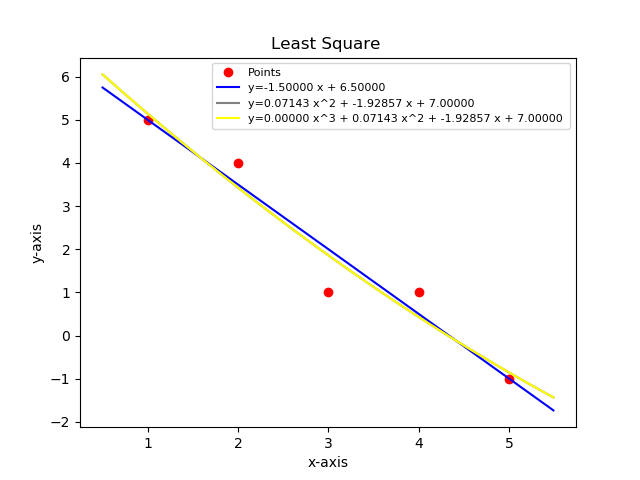 Least Square
Points
y=-1.50000 x + 6.50000
y=0.07143 x^2 + -1.92857 x + 7.00000
y=0.00000 x^3 + 0.07143 x^2 + -1.92857 x + 7.00000
6
5
4
3
2
1
0
−1
−2
y-axis
1 2 3 4 5
x-axis